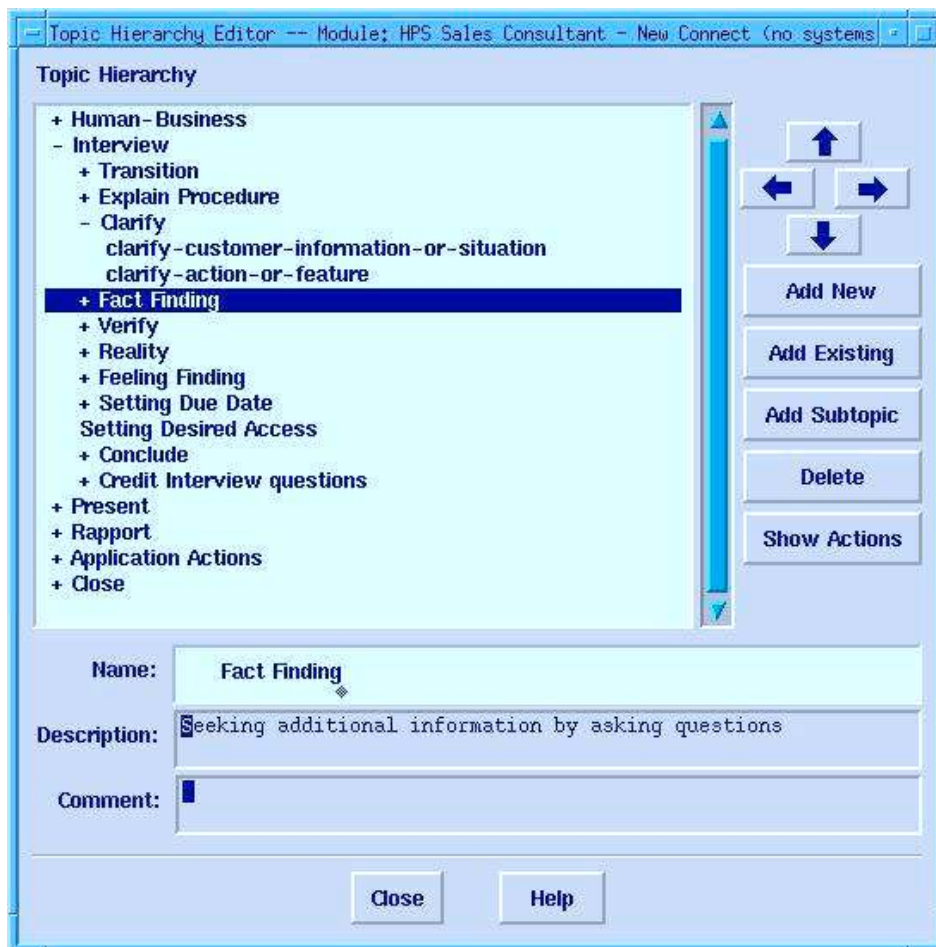 Topic Hierarchy Editor -- Module: HPS Sales Consultant - New Connect (no systems
Topic Hierarchy
+ Human-Business
- Interview
+ Transition
+ Explain Procedure
- Clarify
clarify-customer-information-or-situation
clarify-action-or-feature
+ Fact Finding
+ Verify
+ Reality
+ Feeling Finding
+ Setting Due Date
Setting Desired Access
+ Conclude
+ Credit Interview questions
+ Present
+ Rapport
+ Application Actions
+ Close
Add New
Add Existing
Add Subtopic
Delete
Show Actions
Name: Fact Finding
Description: Seeking additional information by asking questions
Comment:
Close Help